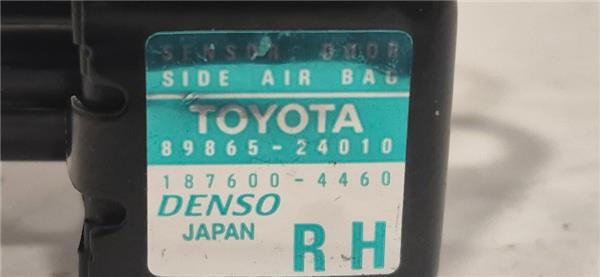 SENSOR DOOR
SIDE AIR BAG
TOYOTA
89865-24010
187600-4460
DENSO
JAPAN
RH